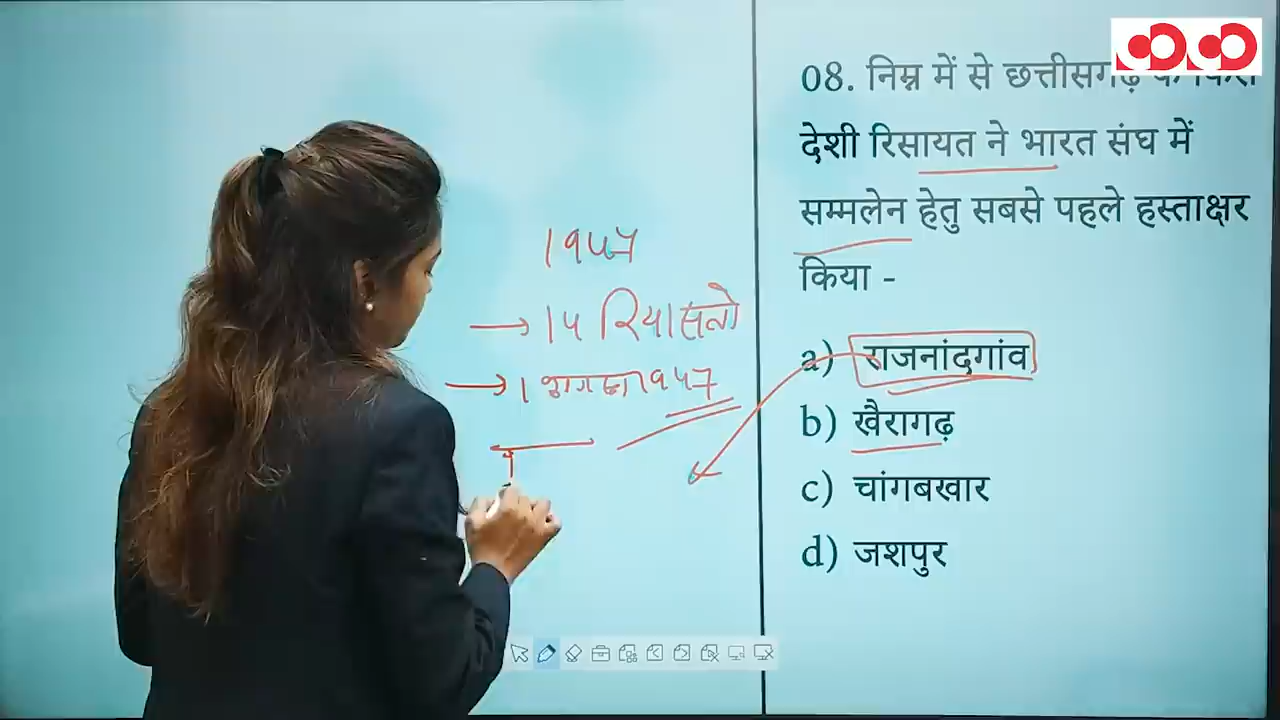 08. निम्न में से छत्तीसगढ़ के किस
देशी रिसायत ने भारत संघ में
सम्मलेन हेतु सबसे पहले हस्ताक्षर
किया -
a) राजनांदगांव
b) खैरागढ़
c) चांगबखार
d) जशपुर
1947
→ 14 रियासतो
→ 1 1947